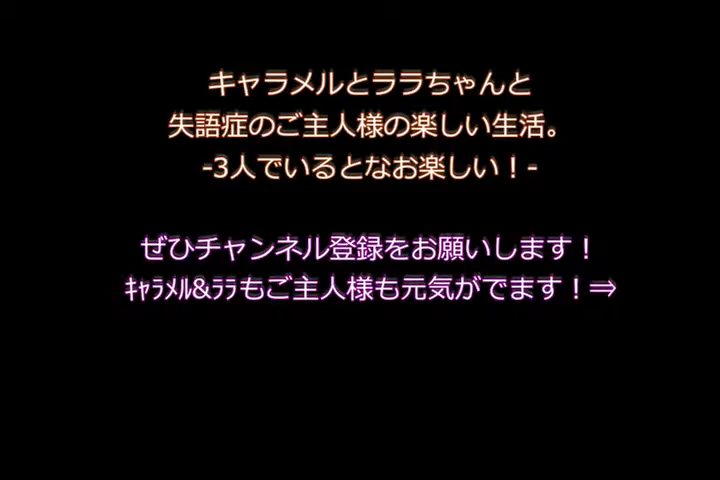 キャラメルとララちゃんと
失語症のご主人様の楽しい生活。
-3人でいるとなお楽しい！-
ぜひチャンネル登録をお願いします！
ｷｬﾗﾒﾙ&ﾗﾗもご主人様も元気がでます！⇒